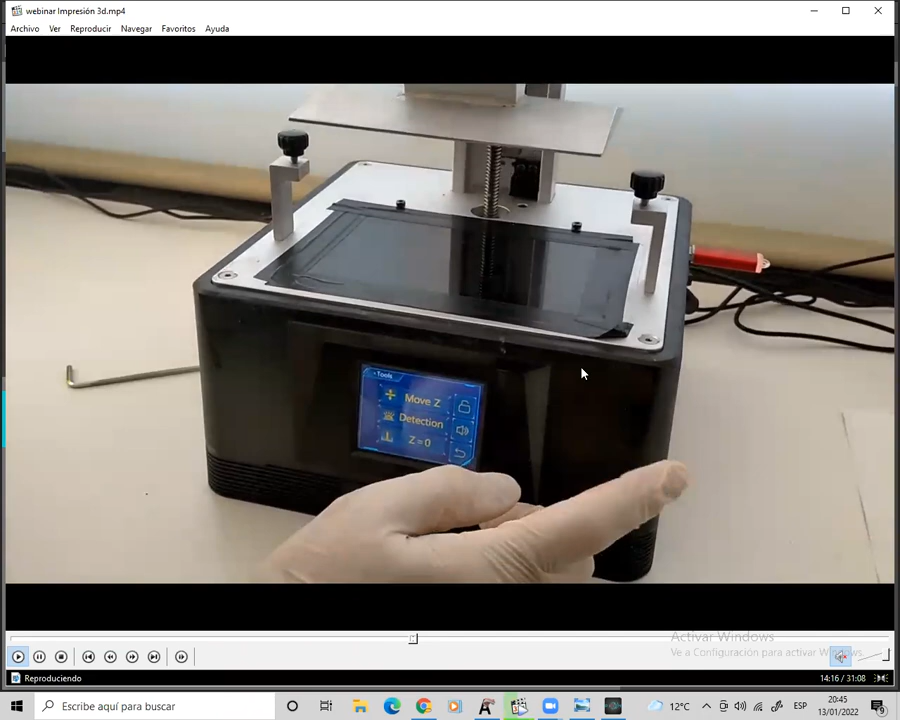 webinar Impresión 3d.mp4
Archivo Ver Reproducir Navegar Favoritos Ayuda
Tools
Move Z
Detection
Z=0
Activar Windows
Ve a Configuración para activar Windows.
Reproduciendo
14:16 / 31:08
Escribe aquí para buscar
12°C
ESP
20:45
13/01/2022
9